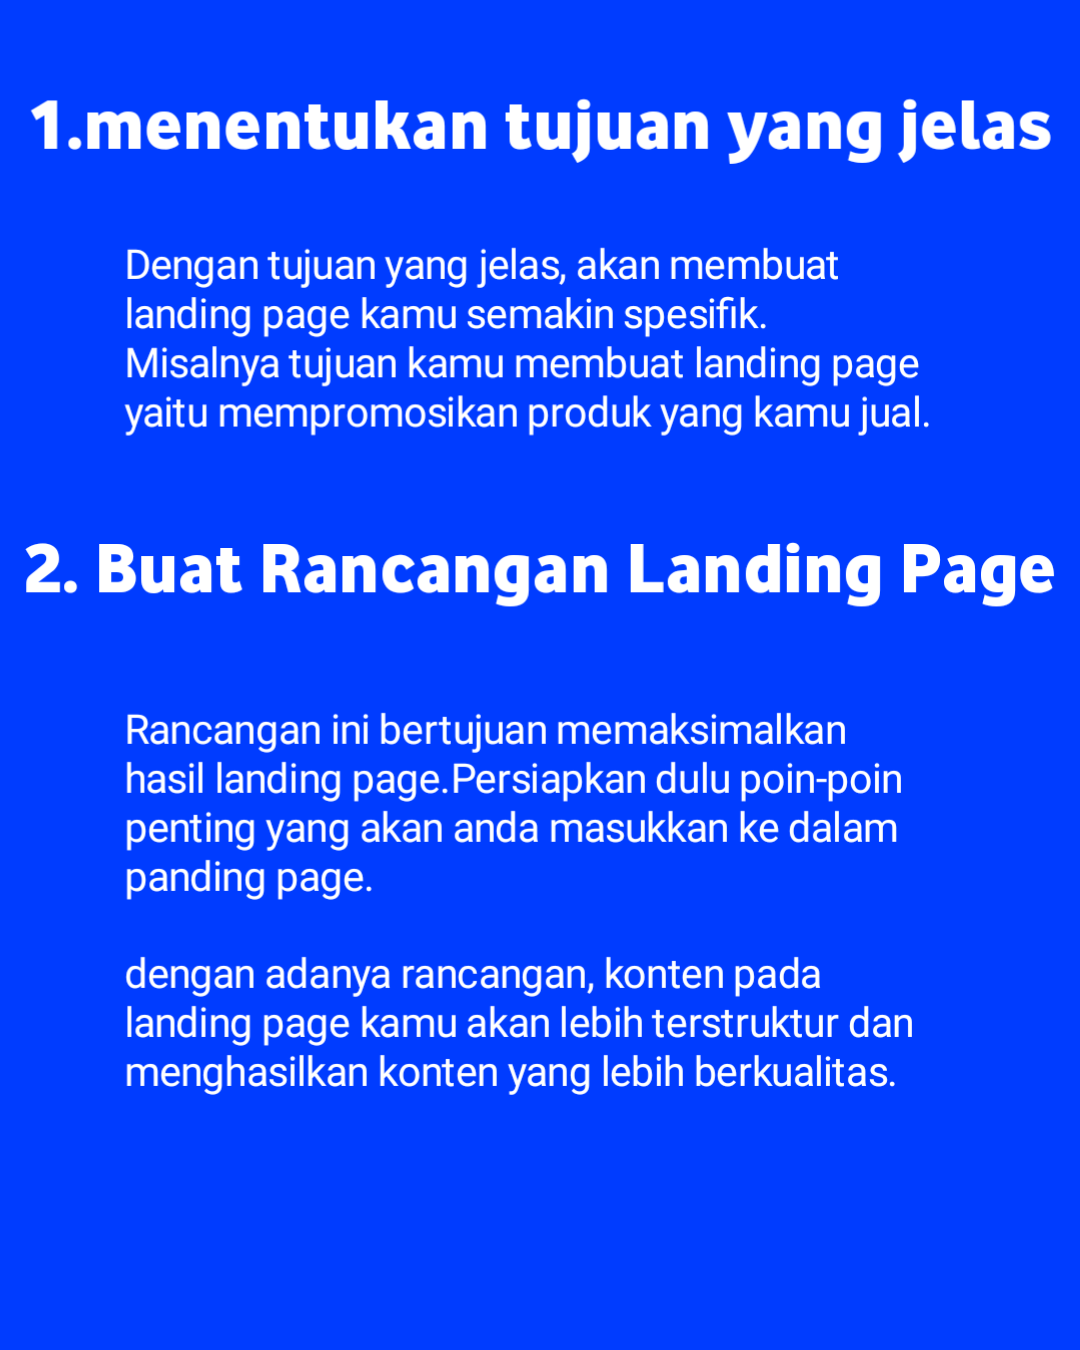 1.menentukan tujuan yang jelas
Dengan tujuan yang jelas, akan membuat
landing page kamu semakin spesifik.
Misalnya tujuan kamu membuat landing page
yaitu mempromosikan produk yang kamu jual.
2. Buat Rancangan Landing Page
Rancangan ini bertujuan memaksimalkan
hasil landing page.Persiapkan dulu poin-poin
penting yang akan anda masukkan ke dalam
panding page.
dengan adanya rancangan, konten pada
landing page kamu akan lebih terstruktur dan
menghasilkan konten yang lebih berkualitas.